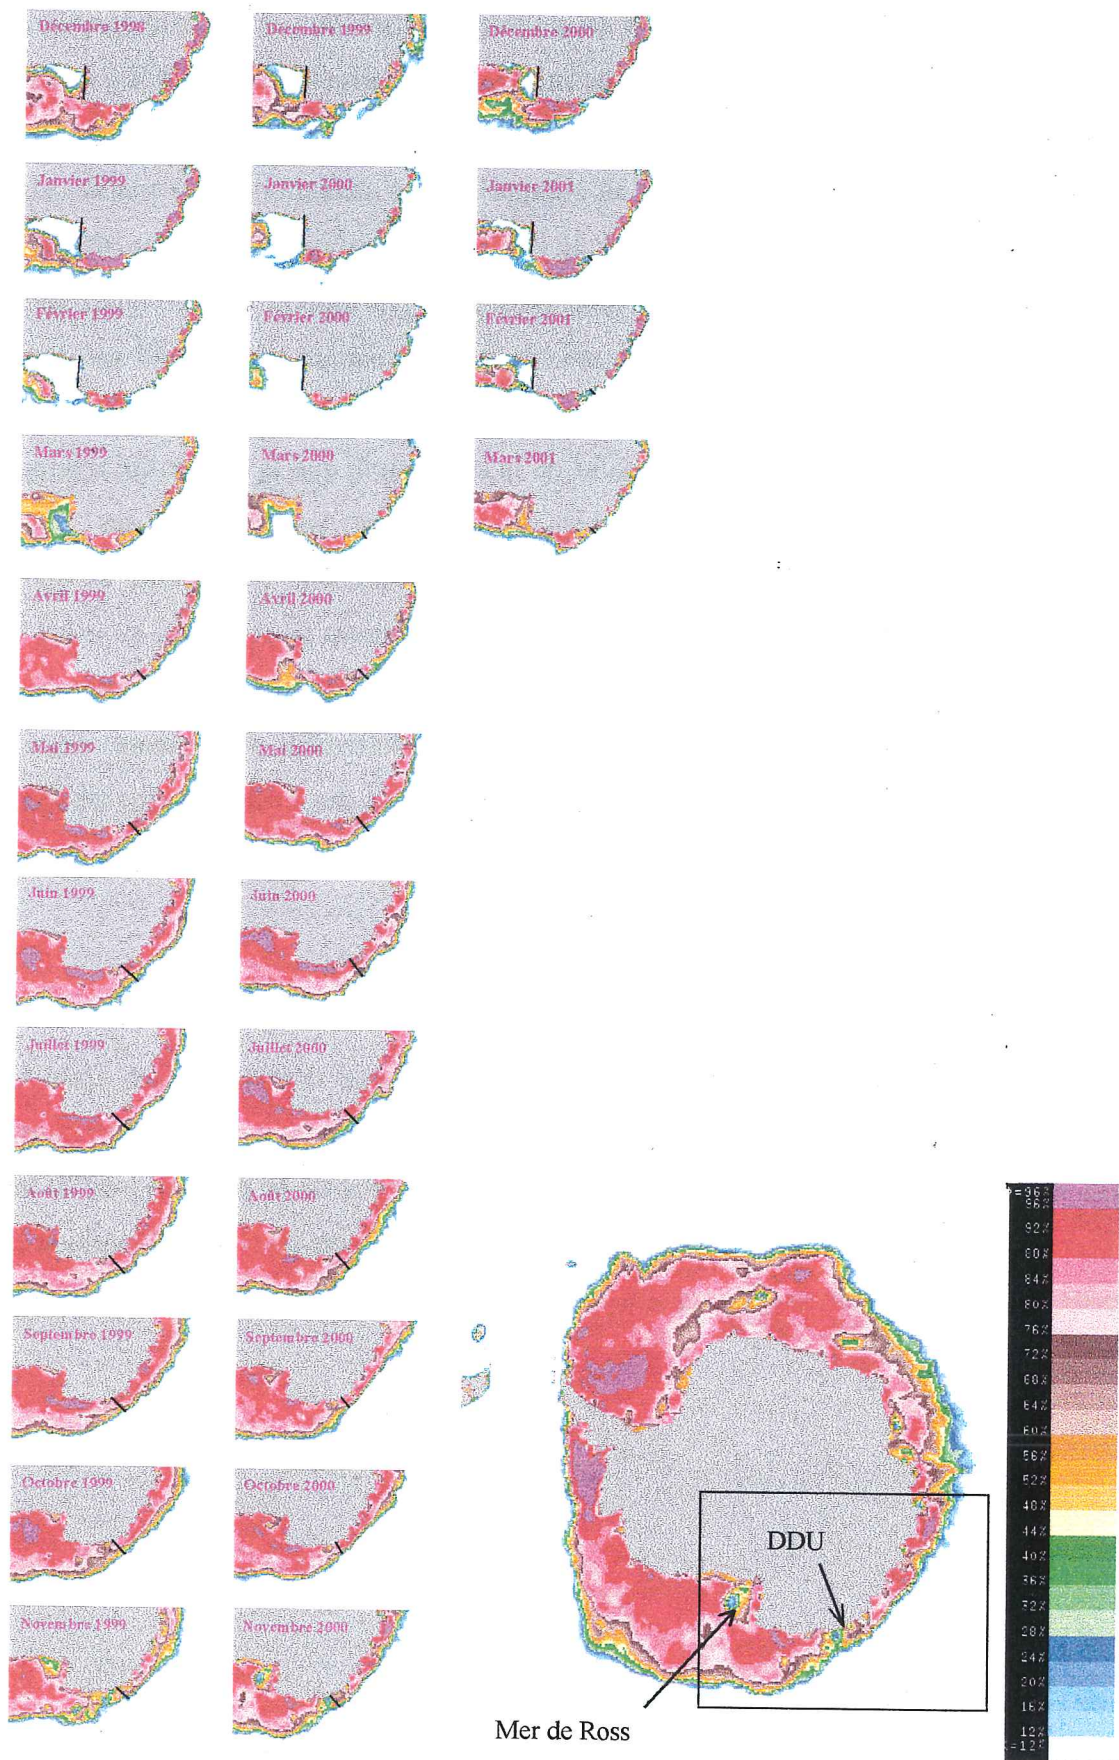 Décembre 1998
Décembre 1999
Décembre 2000
Janvier 1999
Janvier 2000
Janvier 2001
Février 1999
Février 2000
Février 2001
Mars 1999
Mars 2000
Mars 2001
Avril 1999
Avril 2000
Mai 1999
Mai 2000
Juin 1999
Juin 2000
Juillet 1999
Juillet 2000
Août 1999
Août 2000
Septembre 1999
Septembre 2000
Octobre 1999
Octobre 2000
Novembre 1999
Novembre 2000
DDU
Mer de Ross
96%
92%
84%
80%
76%
72%
64%
56%
52%
44%
40%
36%
32%
28%
24%
20%
16%
12%